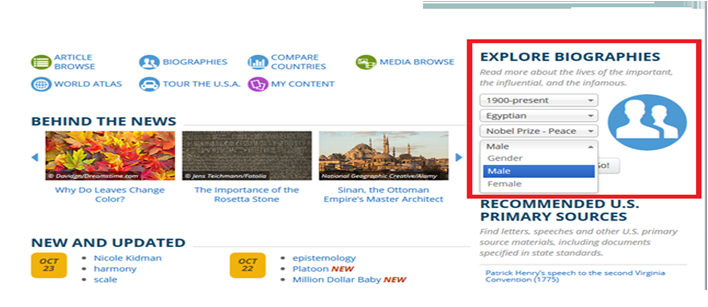 ARTICLE
BROWSE
BIOGRAPHIES
COMPARE
COUNTRIES
MEDIA BROWSE
WORLD ATLAS
TOUR THE U.S.A.
MY CONTENT
BEHIND THE NEWS
© Davidgn/Dreamstime.com
© Jens Teichmann/Fotolia
National Geographic Creative/Alamy
Why Do Leaves Change
Color?
The Importance of the
Rosetta Stone
Sinan, the Ottoman
Empire's Master Architect
NEW AND UPDATED
OCT
23
• Nicole Kidman
• harmony
• scale
OCT
22
• epistemology
• Platoon NEW
• Million Dollar Baby NEW
EXPLORE BIOGRAPHIES
Read more about the lives of the important,
the influential, and the infamous.
1900-present
Egyptian
Nobel Prize - Peace
Male
Gender
Male
Female
Go!
RECOMMENDED U.S.
PRIMARY SOURCES
Find letters, speeches and other U.S. primary
source materials, including documents
specified in state standards.
Patrick Henry's speech to the second Virginia
Convention (1775)